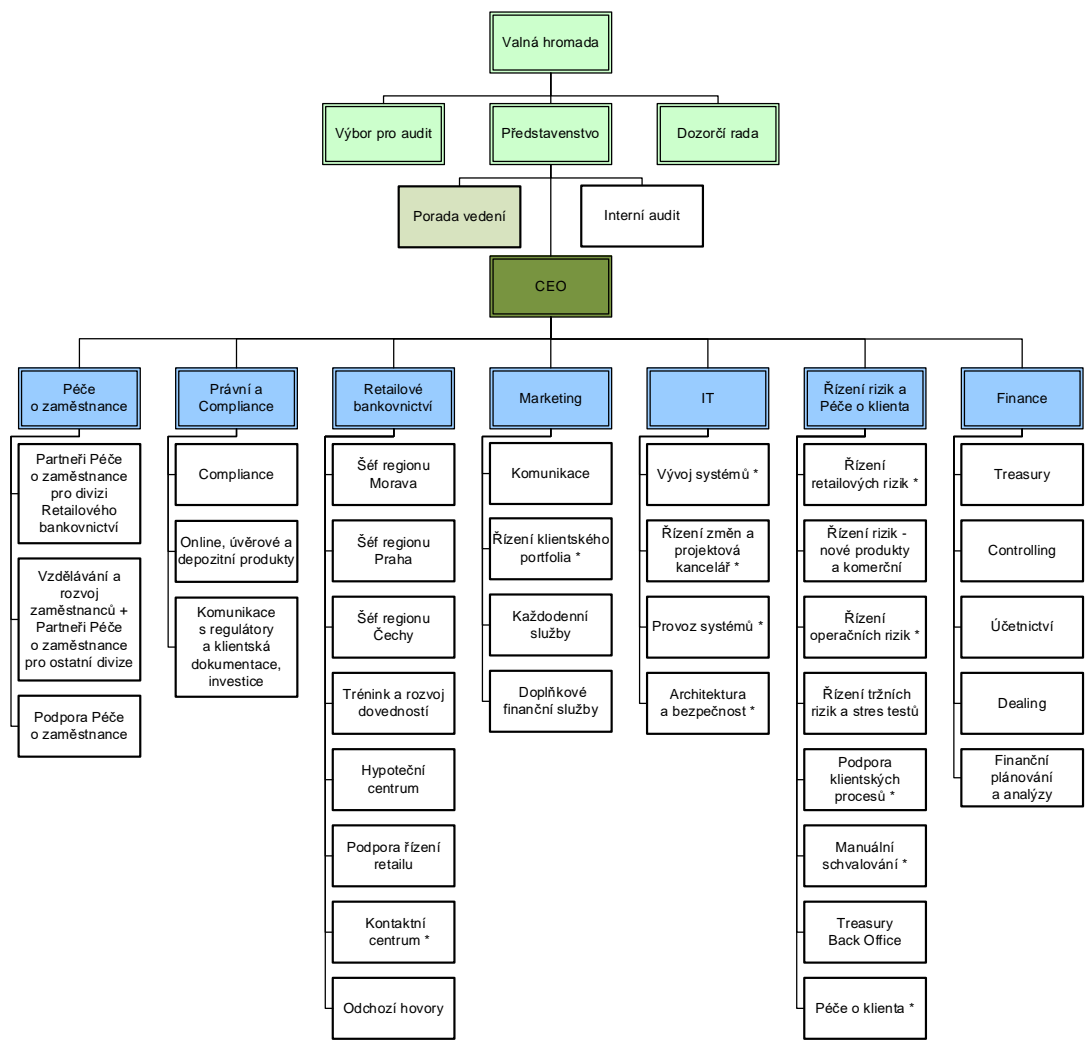 Valná hromada
Výbor pro audit
Představenstvo
Dozorčí rada
Porada vedení
Interní audit
CEO
Péče
o zaměstnance
Právní a
Compliance
Retailové
bankovnictví
Marketing
IT
Řízení rizik a
Péče o klienta
Finance
Partneři Péče
o zaměstnance
pro divizi
Retailového
bankovnictví
Vzdělávání a
rozvoj
zaměstnanců +
Partneři Péče
o zaměstnance
pro ostatní divize
Podpora Péče
o zaměstnance
Compliance
Online, úvěrové a
depozitní produkty
Komunikace
s regulátory
a klientská
dokumentace,
investice
Šéf regionu
Morava
Šéf regionu
Praha
Šéf regionu
Čechy
Trénink a rozvoj
dovedností
Hypoteční
centrum
Podpora řízení
retailu
Kontaktní
centrum *
Odchozí hovory
Komunikace
Řízení klientského
portfolia *
Každodenní
služby
Doplňkové
finanční služby
Vývoj systémů *
Řízení změn a
projektová
kancelář *
Provoz systémů *
Architektura
a bezpečnost *
Řízení
retailových rizik *
Řízení rizik -
nové produkty
a komerční
Řízení
operačních rizik *
Řízení tržních
rizik a stres testů
Podpora
klientských
procesů *
Manuální
schvalování *
Treasury
Back Office
Péče o klienta *
Treasury
Controlling
Účetnictví
Dealing
Finanční
plánování
a analýzy